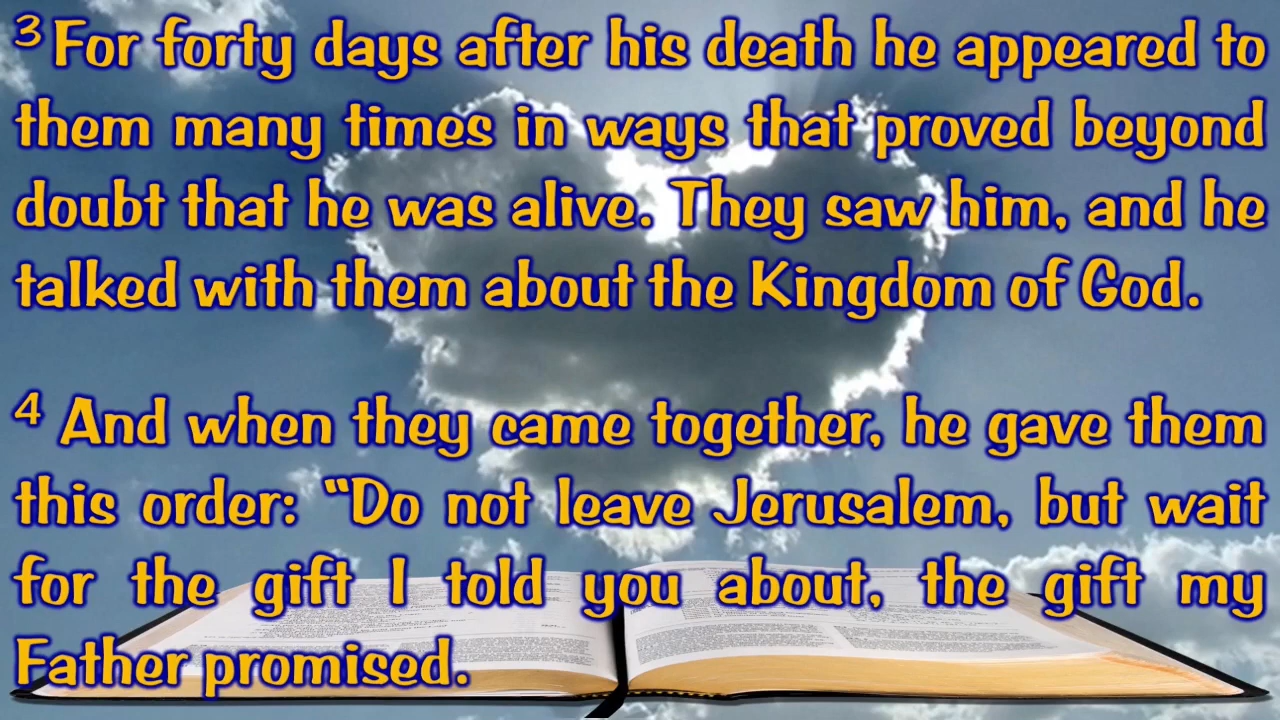 3 For forty days after his death he appeared to
them many times in ways that proved beyond
doubt that he was alive. They saw him, and he
talked with them about the Kingdom of God.
4 And when they came together, he gave them
this order: “Do not leave Jerusalem, but wait
for the gift I told you about, the gift my
Father promised.